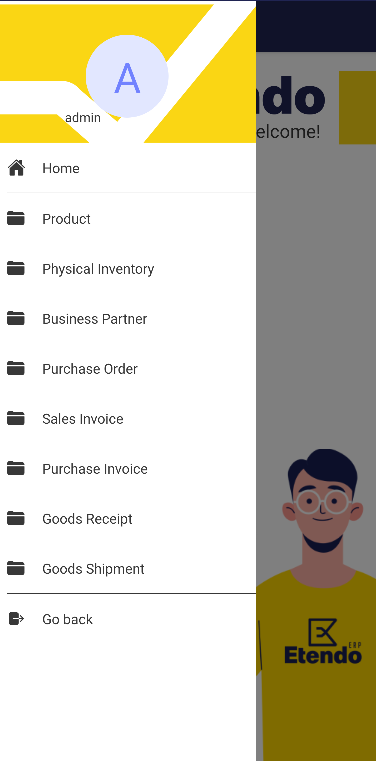 A
admin
ndo
elcome!
Home
Product
Physical Inventory
Business Partner
Purchase Order
Sales Invoice
Purchase Invoice
Goods Receipt
Goods Shipment
Go back
ERP
Etendo